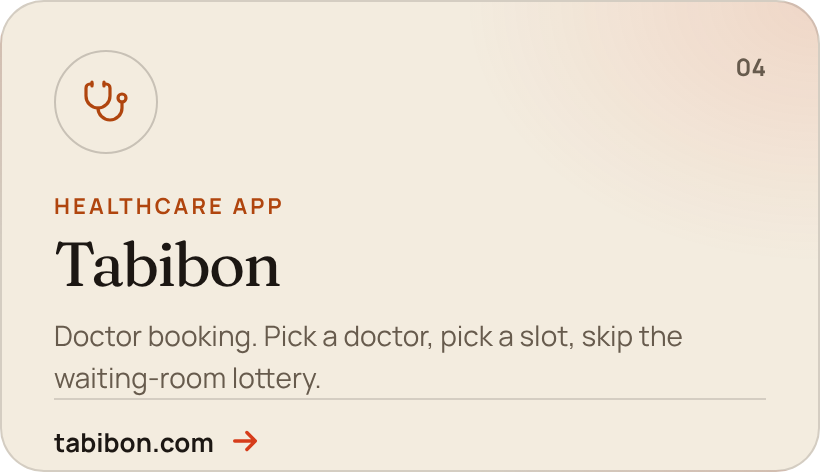 04
HEALTHCARE APP
Tabibon
Doctor booking. Pick a doctor, pick a slot, skip the
waiting-room lottery.
tabibon.com →